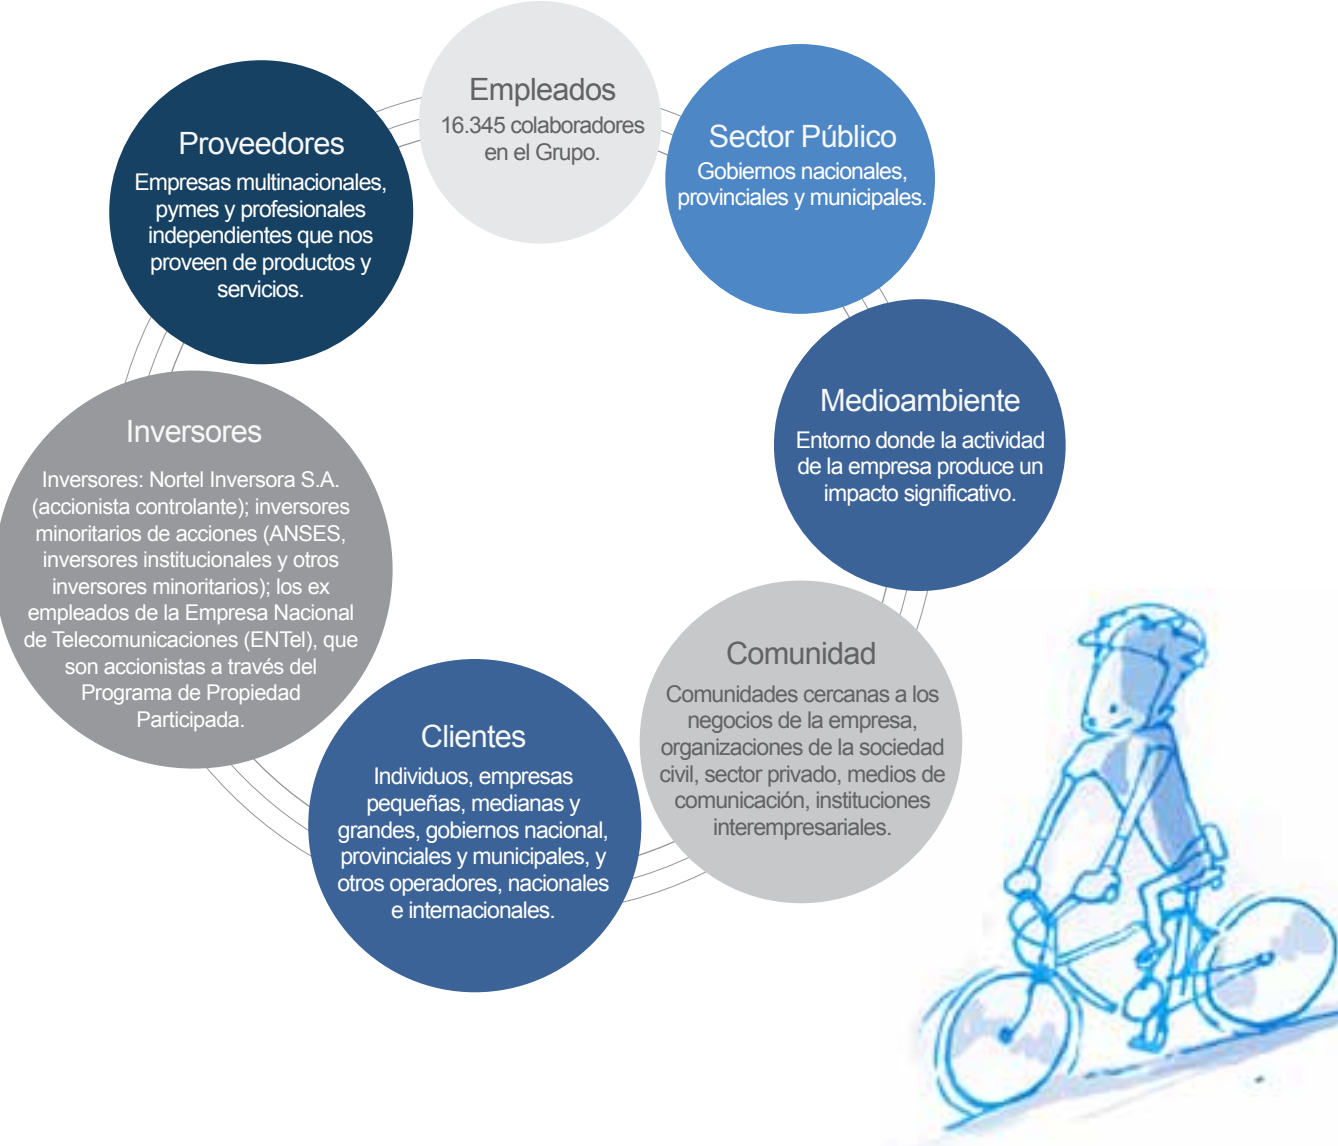 Empleados
16.345 colaboradores
en el Grupo.
Sector Público
Gobiernos nacionales,
provinciales y municipales.
Medioambiente
Entorno donde la actividad
de la empresa produce un
impacto significativo.
Comunidad
Comunidades cercanas a los
negocios de la empresa,
organizaciones de la sociedad
civil, sector privado, medios de
comunicación, instituciones
interempresariales.
Clientes
Individuos, empresas
pequeñas, medianas y
grandes, gobiernos nacional,
provinciales y municipales, y
otros operadores, nacionales
e internacionales.
Inversores
Inversores: Nortel Inversora S.A.
(accionista controlante); inversores
minoritarios de acciones (ANSES,
inversores institucionales y otros
inversores minoritarios); los ex
empleados de la Empresa Nacional
de Telecomunicaciones (ENTel), que
son accionistas a través del
Programa de Propiedad
Participada.
Proveedores
Empresas multinacionales,
pymes y profesionales
independientes que nos
proveen de productos y
servicios.